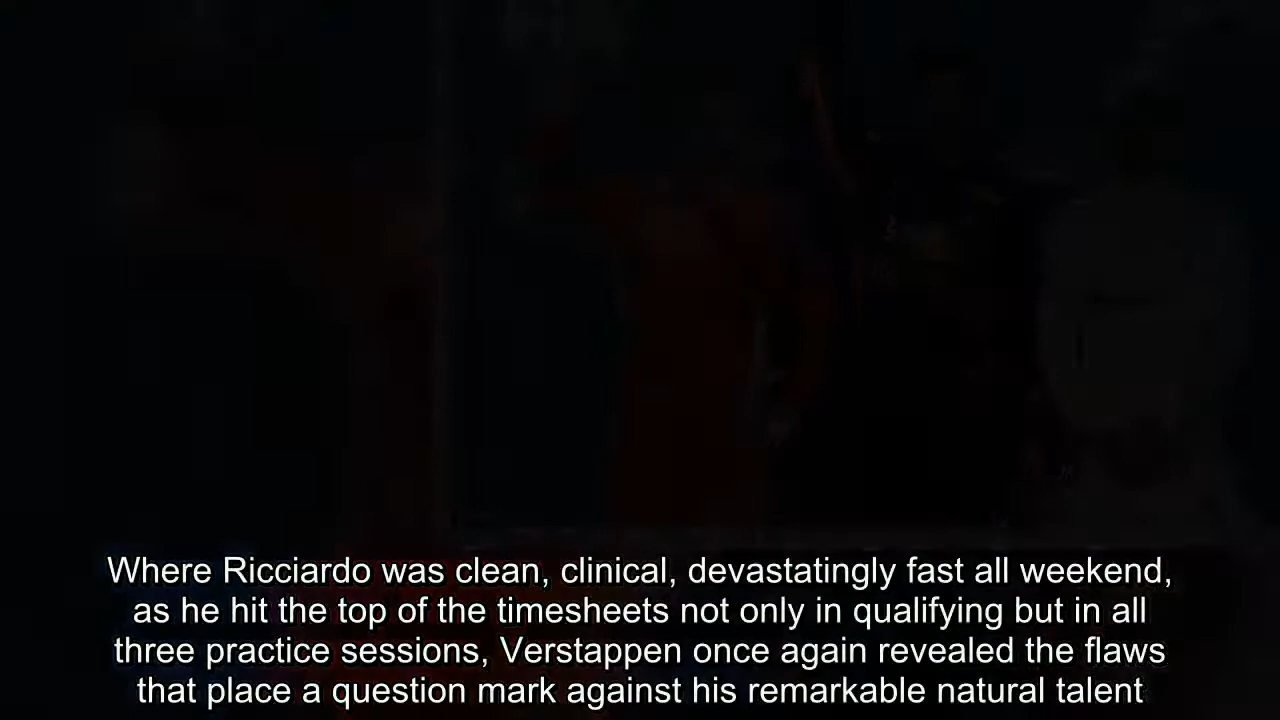 Where Ricciardo was clean, clinical, devastatingly fast all weekend,
as he hit the top of the timesheets not only in qualifying but in all
three practice sessions, Verstappen once again revealed the flaws
that place a question mark against his remarkable natural talent